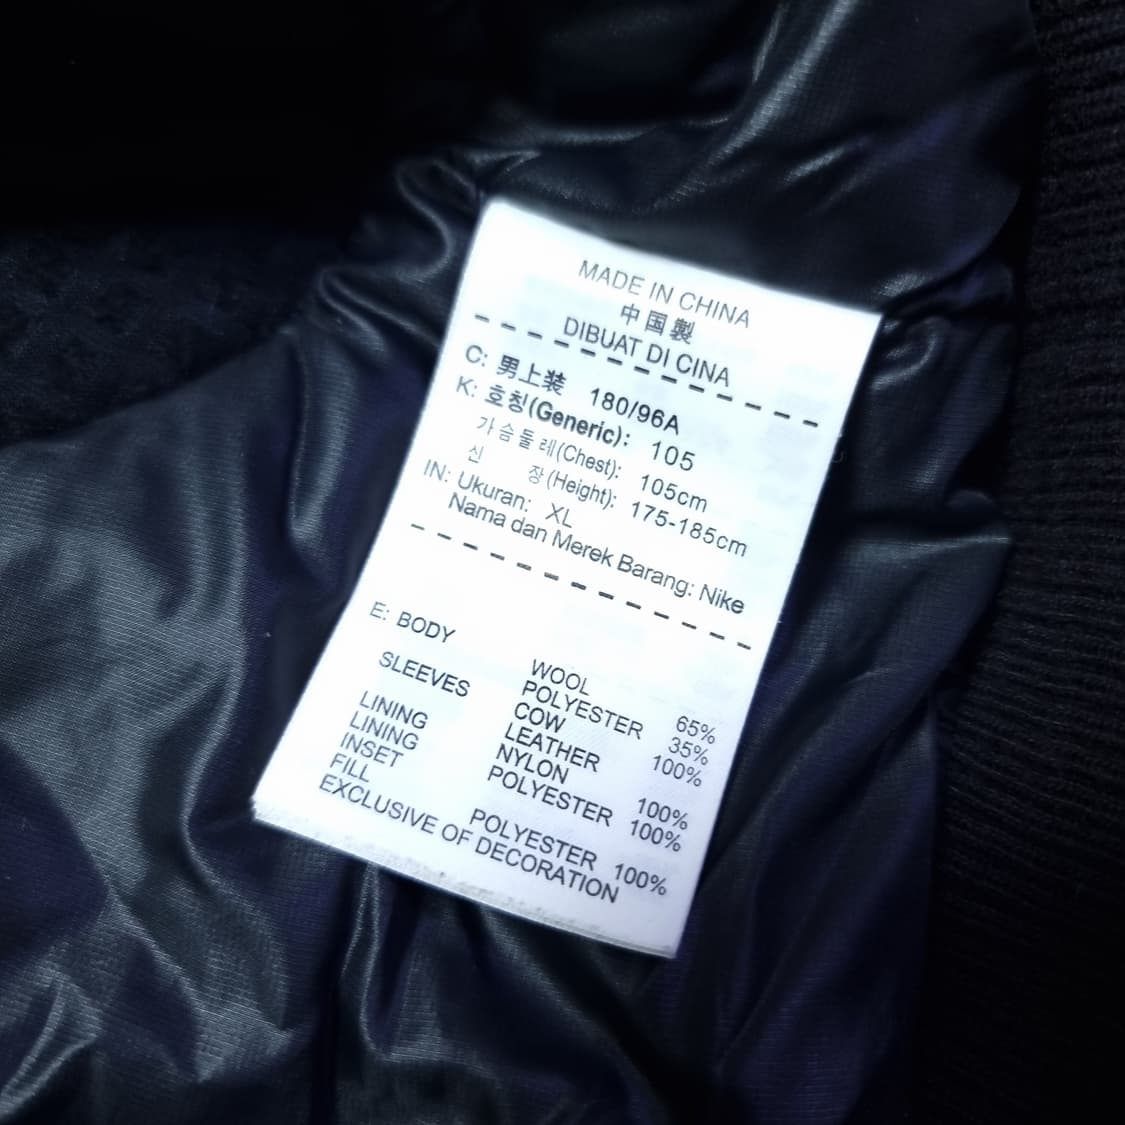 MADE IN CHINA
中国製
DIBUAT DI CINA
C: 男上装 180/96A
K: 호칭(Generic): 105
가슴둘레(Chest): 105cm
신 장(Height): 175-185cm
IN: Ukuran: XL
Nama dan Merek Barang: Nike
E: BODY WOOL 65%
POLYESTER 35%
SLEEVES COW 100%
LEATHER
LINING NYLON 100%
LINING POLYESTER 100%
INSET
FILL POLYESTER 100%
EXCLUSIVE OF DECORATION